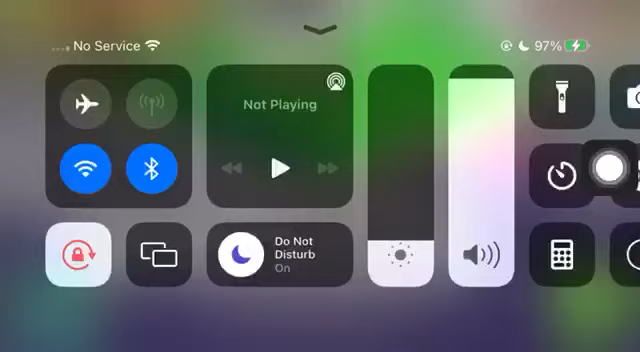 No Service
97%
Not Playing
Do Not
Disturb
On